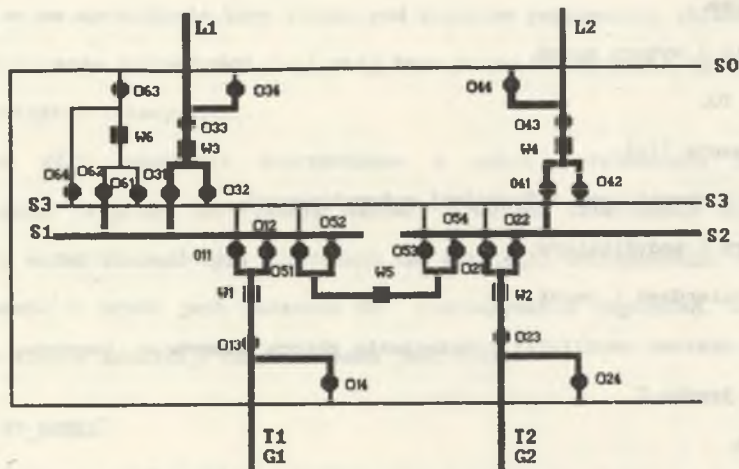 L1 L2
S0
O63 O34 O44
O33 O43
W6 W3 W4
O64 O62 O61 O31 O32 O41 O42
S3 S3
O12 O52 O54 O22
S1 S2
O11 O51 O53
W5
W1 W2
O13 O23
O14 O24
T1 T2
G1 G2